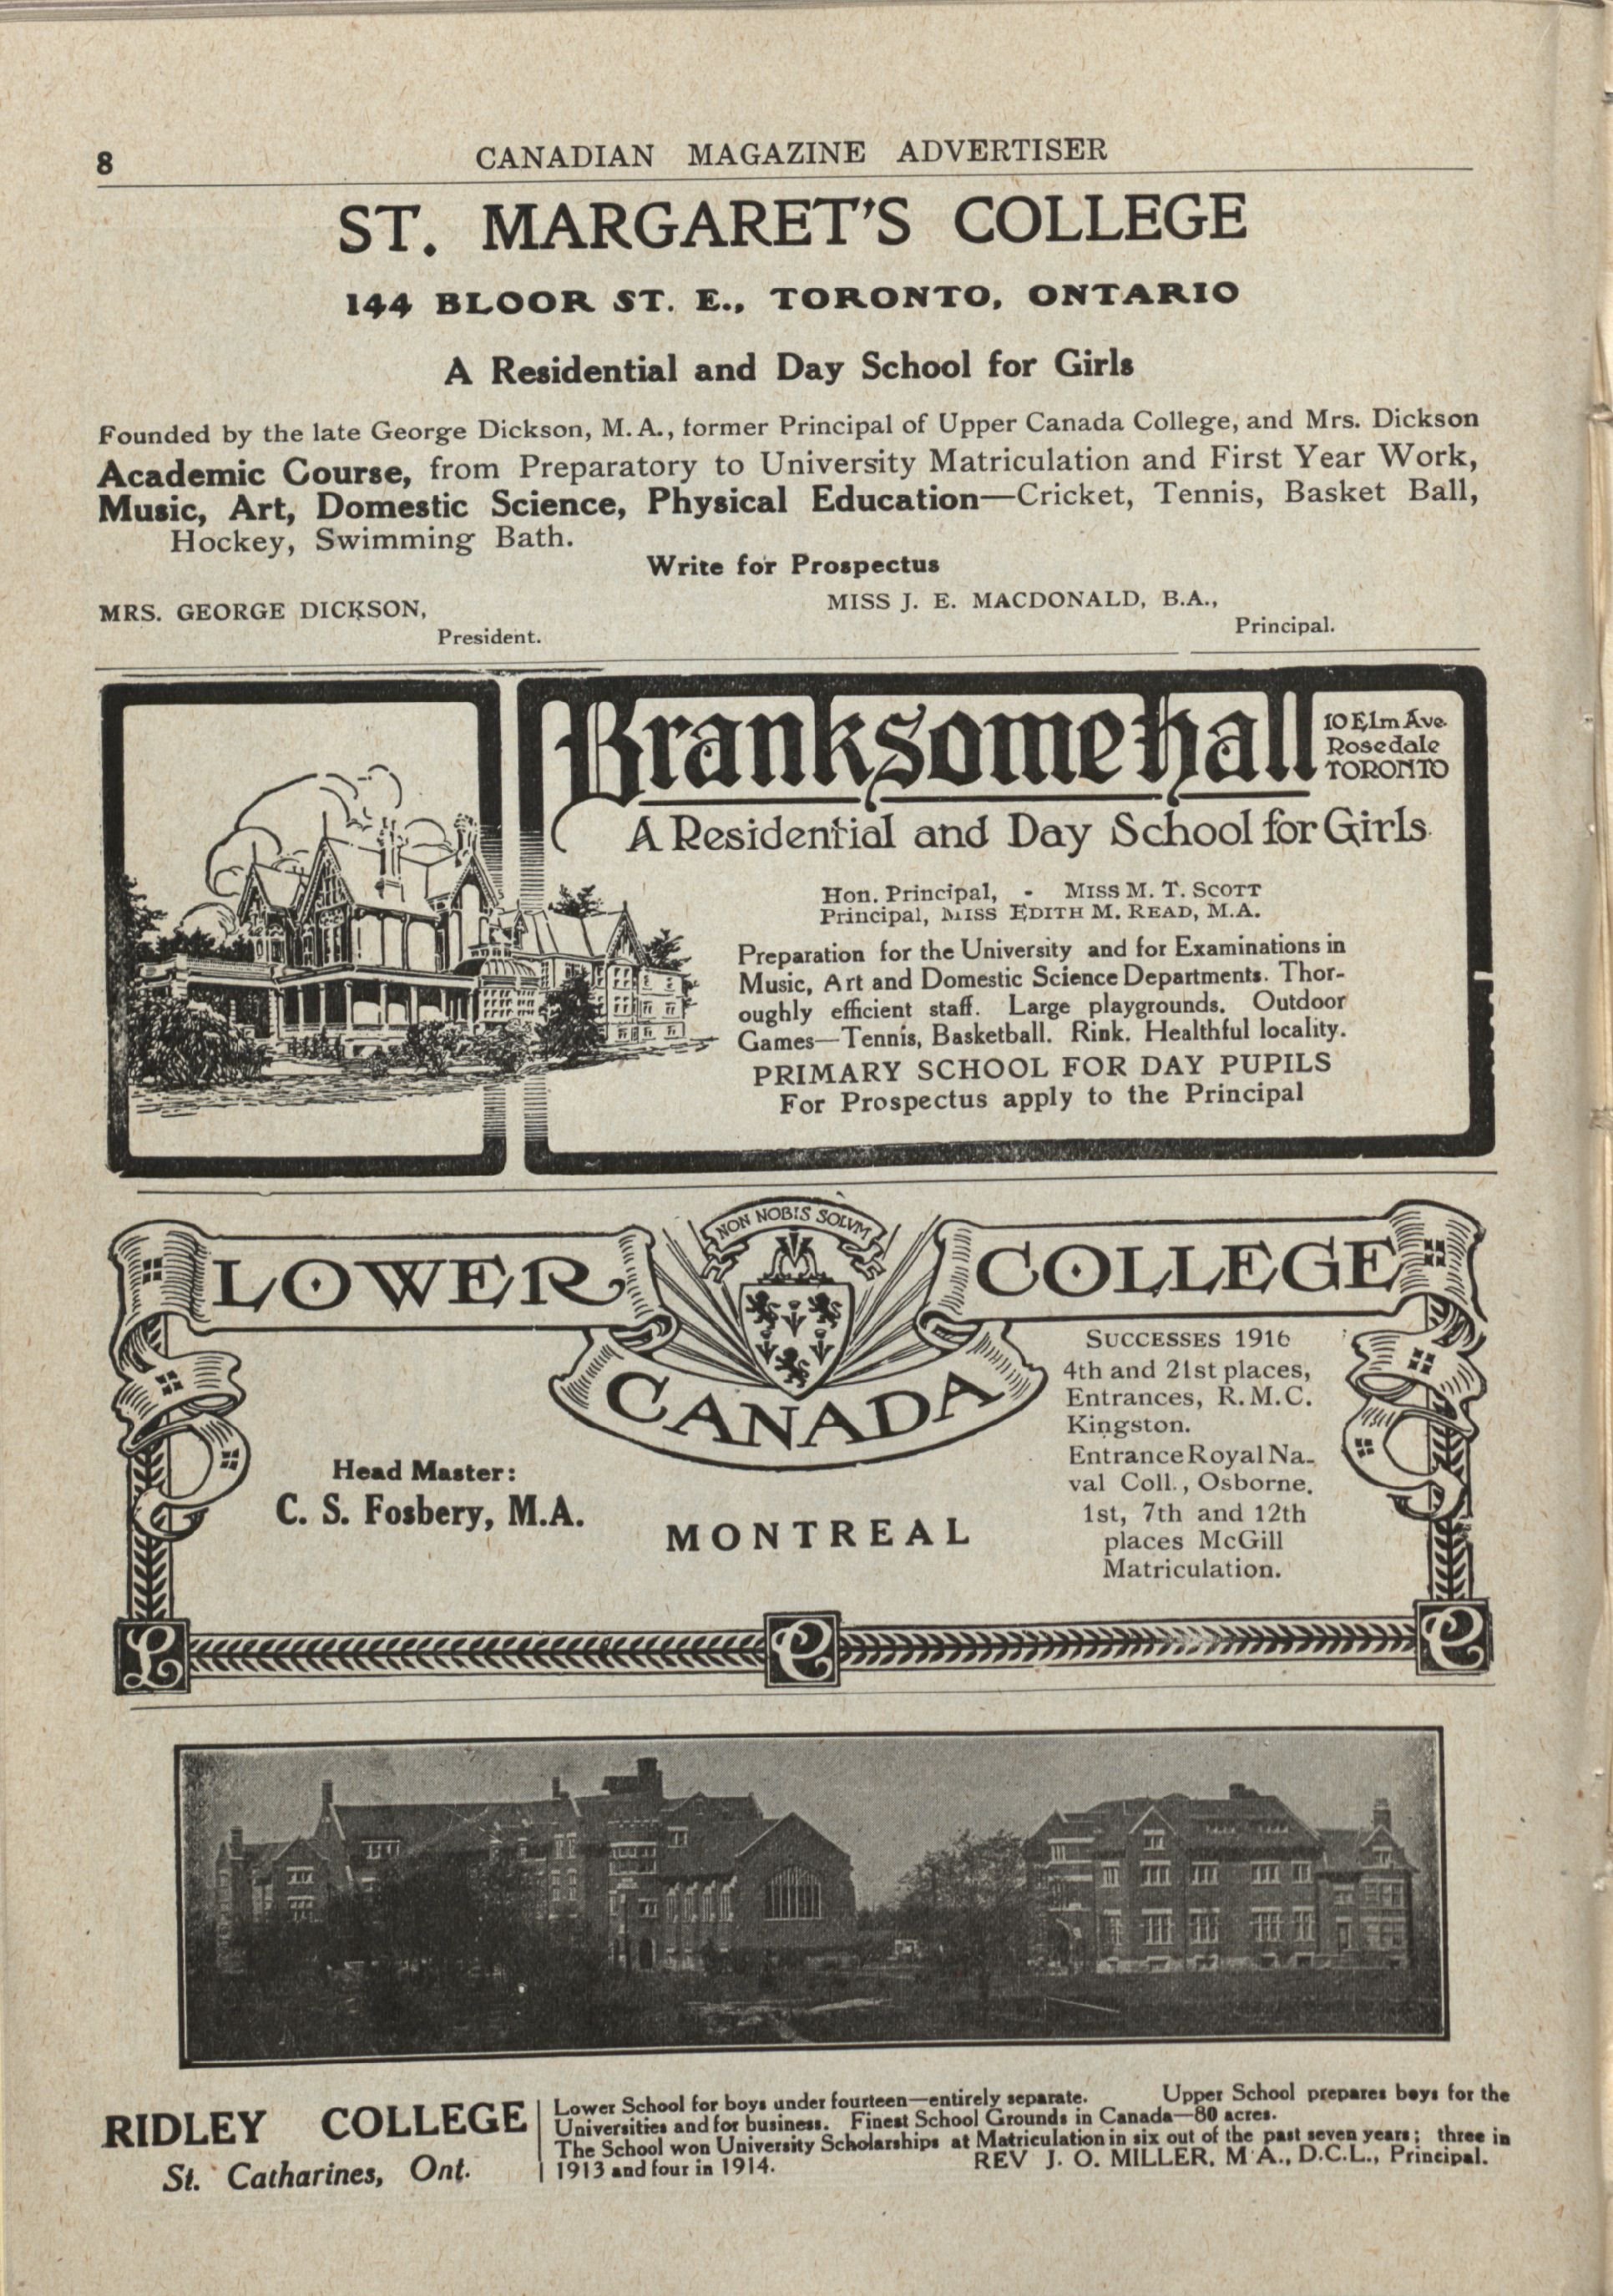 8
CANADIAN MAGAZINE ADVERTISER
ST. MARGARET'S COLLEGE
144 BLOOR ST. E., TORONTO, ONTARIO
A Residential and Day School for Girls
Founded by the late George Dickson, M.A., former Principal of Upper Canada College, and Mrs. Dickson
Academic Course, from Preparatory to University Matriculation and First Year Work,
Music, Art, Domestic Science, Physical Education—Cricket, Tennis, Basket Ball,
Hockey, Swimming Bath.
Write for Prospectus
MRS. GEORGE DICKSON,
President.
MISS J. E. MACDONALD, B.A.,
Principal.
Branksome Hall
10 Elm Ave.
Rosedale
TORONTO
A Residential and Day School for Girls.
Hon. Principal, - MISS M. T. SCOTT
Principal, MISS EDITH M. READ, M.A.
Preparation for the University and for Examinations in
Music, Art and Domestic Science Departments. Thor-
oughly efficient staff. Large playgrounds. Outdoor
Games—Tennis, Basketball. Rink. Healthful locality.
PRIMARY SCHOOL FOR DAY PUPILS
For Prospectus apply to the Principal
NON NOBIS SOLVM
LOWER
CANADA
COLLEGE
Head Master:
C. S. Fosbery, M.A.
MONTREAL
SUCCESSES 1916
4th and 21st places,
Entrances, R.M.C.
Kingston.
Entrance Royal Na-
val Coll., Osborne.
1st, 7th and 12th
places McGill
Matriculation.
L C C
RIDLEY COLLEGE
St. Catharines, Ont.
Lower School for boys under fourteen—entirely separate. Upper School prepares boys for the
Universities and for business. Finest School Grounds in Canada—80 acres.
The School won University Scholarships at Matriculation in six out of the past seven years; three in
1913 and four in 1914. REV J. O. MILLER, M.A., D.C.L., Principal.